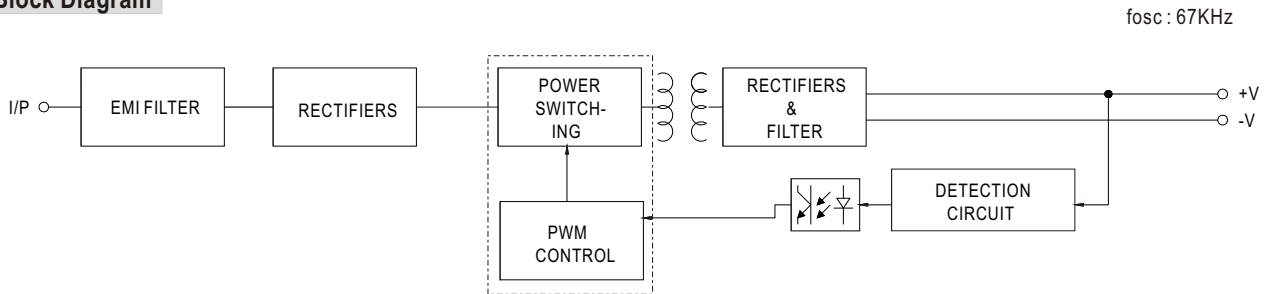 Block Diagram
fosc : 67KHz
I/P
EMI FILTER
RECTIFIERS
POWER
SWITCH-
ING
RECTIFIERS
&
FILTER
+V
-V
DETECTION
CIRCUIT
PWM
CONTROL